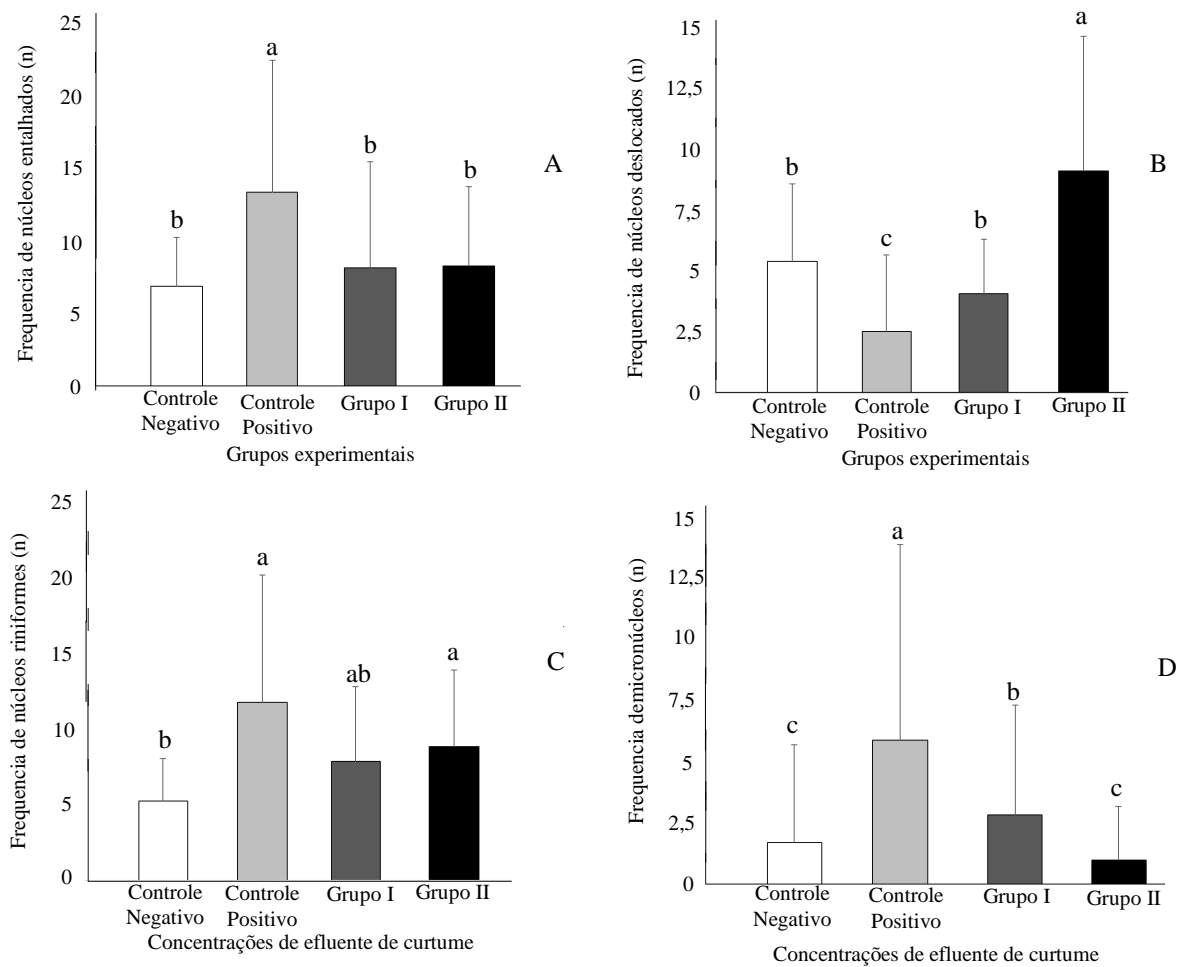 Frequencia de núcleos entalhados (n)
25
20
15
10
5
0
b
a
b
b
A
Controle
Negativo
Controle
Positivo
Grupo I
Grupo II
Grupos experimentais
Frequencia de núcleos deslocados (n)
15
12,5
10
7,5
5
2,5
0
b
c
b
a
B
Controle
Negativo
Controle
Positivo
Grupo I
Grupo II
Grupos experimentais
Frequencia de núcleos riniformes (n)
25
20
15
10
5
0
b
a
ab
a
C
Controle
Negativo
Controle
Positivo
Grupo I
Grupo II
Concentrações de efluente de curtume
Frequencia demicronúcleos (n)
15
12,5
10
7,5
5
2,5
0
c
a
b
c
D
Controle
Negativo
Controle
Positivo
Grupo I
Grupo II
Concentrações de efluente de curtume